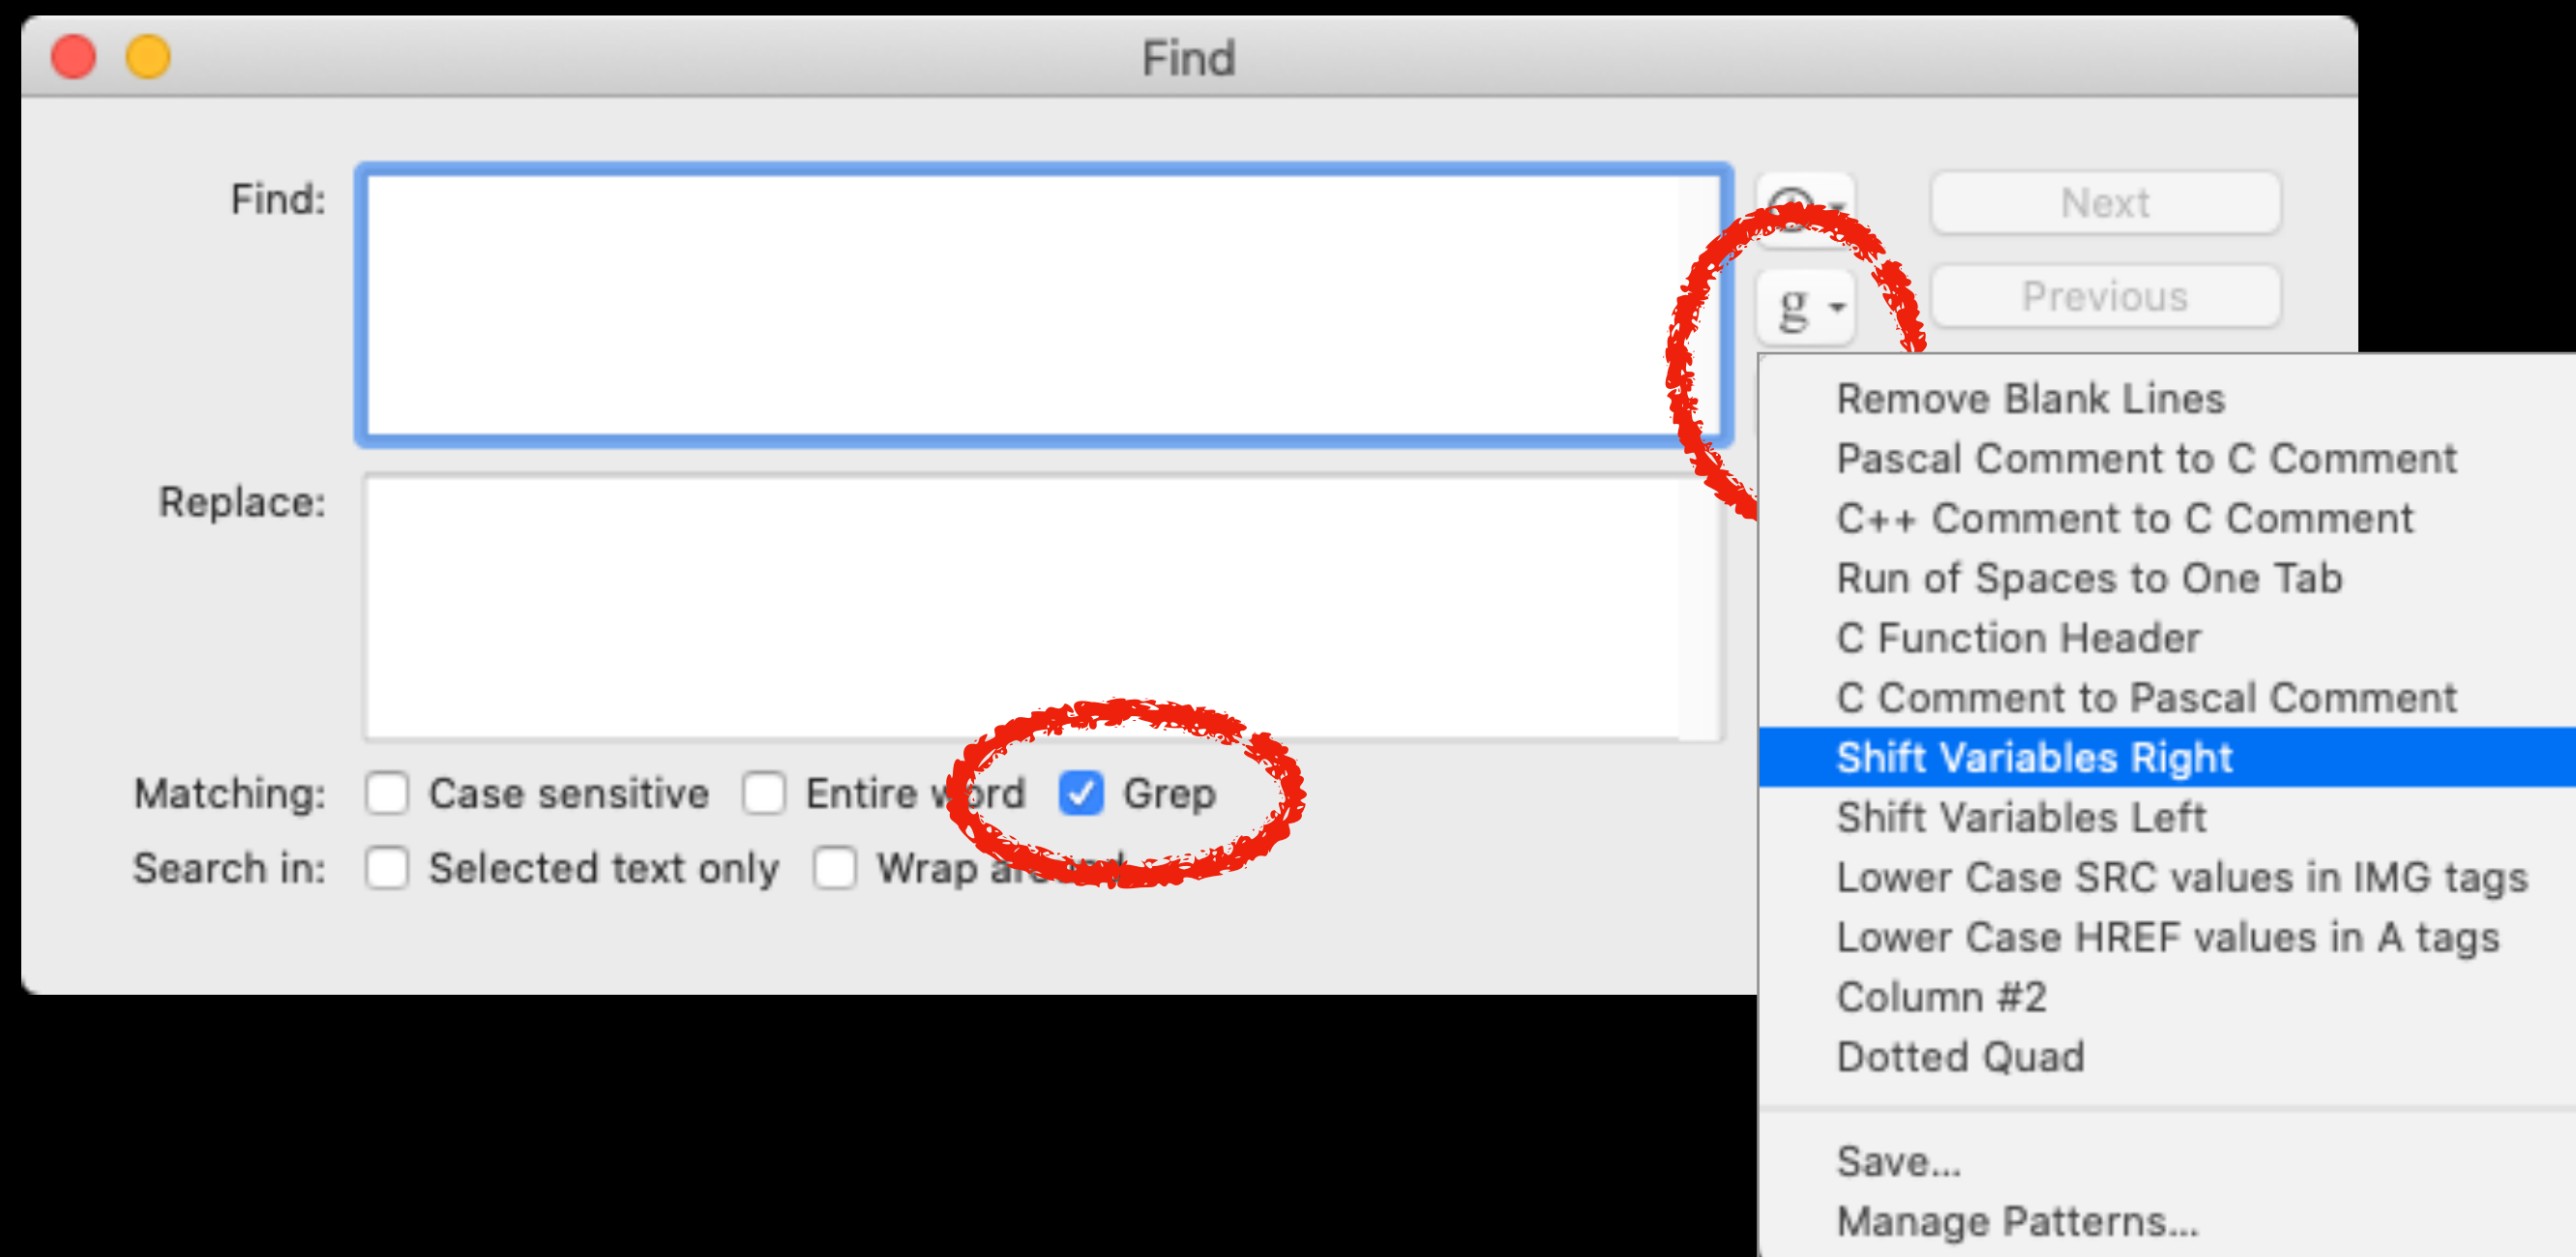 Find
Find:
Next
g
Previous
Replace:
Remove Blank Lines
Pascal Comment to C Comment
C++ Comment to C Comment
Run of Spaces to One Tab
C Function Header
C Comment to Pascal Comment
Shift Variables Right
Shift Variables Left
Lower Case SRC values in IMG tags
Lower Case HREF values in A tags
Column #2
Dotted Quad
Save...
Manage Patterns...
Matching: Case sensitive Entire word Grep
Search in: Selected text only Wrap around